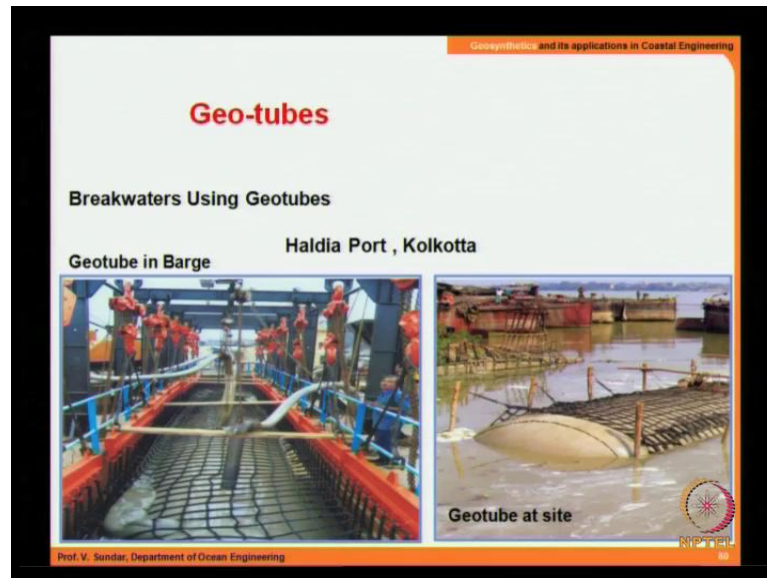 Geosynthetics and its applications in Coastal Engineering
Geo-tubes
Breakwaters Using Geotubes
Haldia Port , Kolkotta
Geotube in Barge
Geotube at site
NPTEL
Prof. V. Sundar, Department of Ocean Engineering
60